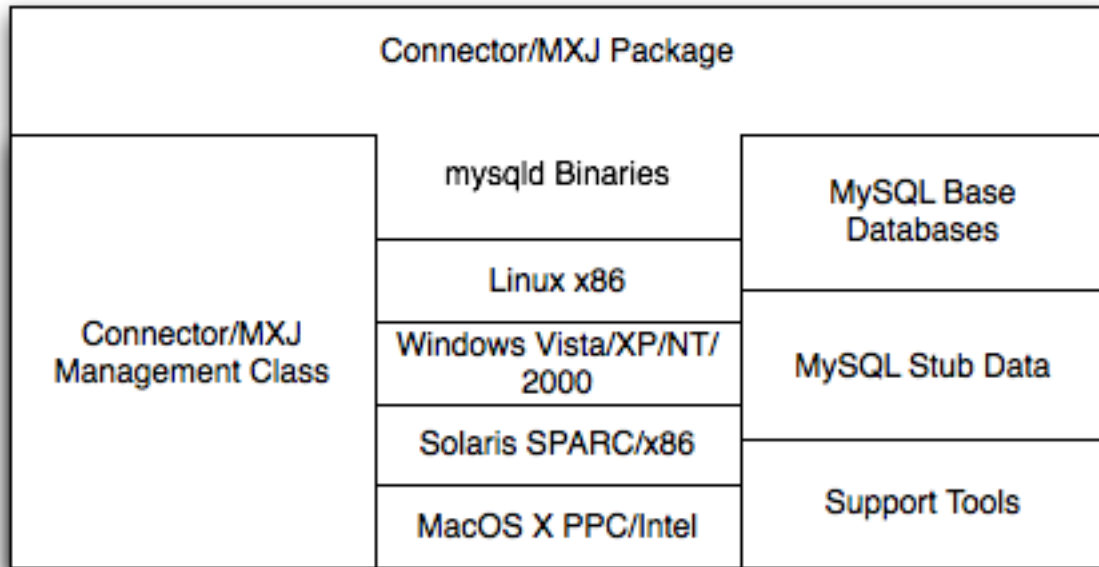 Connector/MXJ Package
Connector/MXJ
Management Class
mysqld Binaries
Linux x86
Windows Vista/XP/NT/
2000
Solaris SPARC/x86
MacOS X PPC/Intel
MySQL Base
Databases
MySQL Stub Data
Support Tools